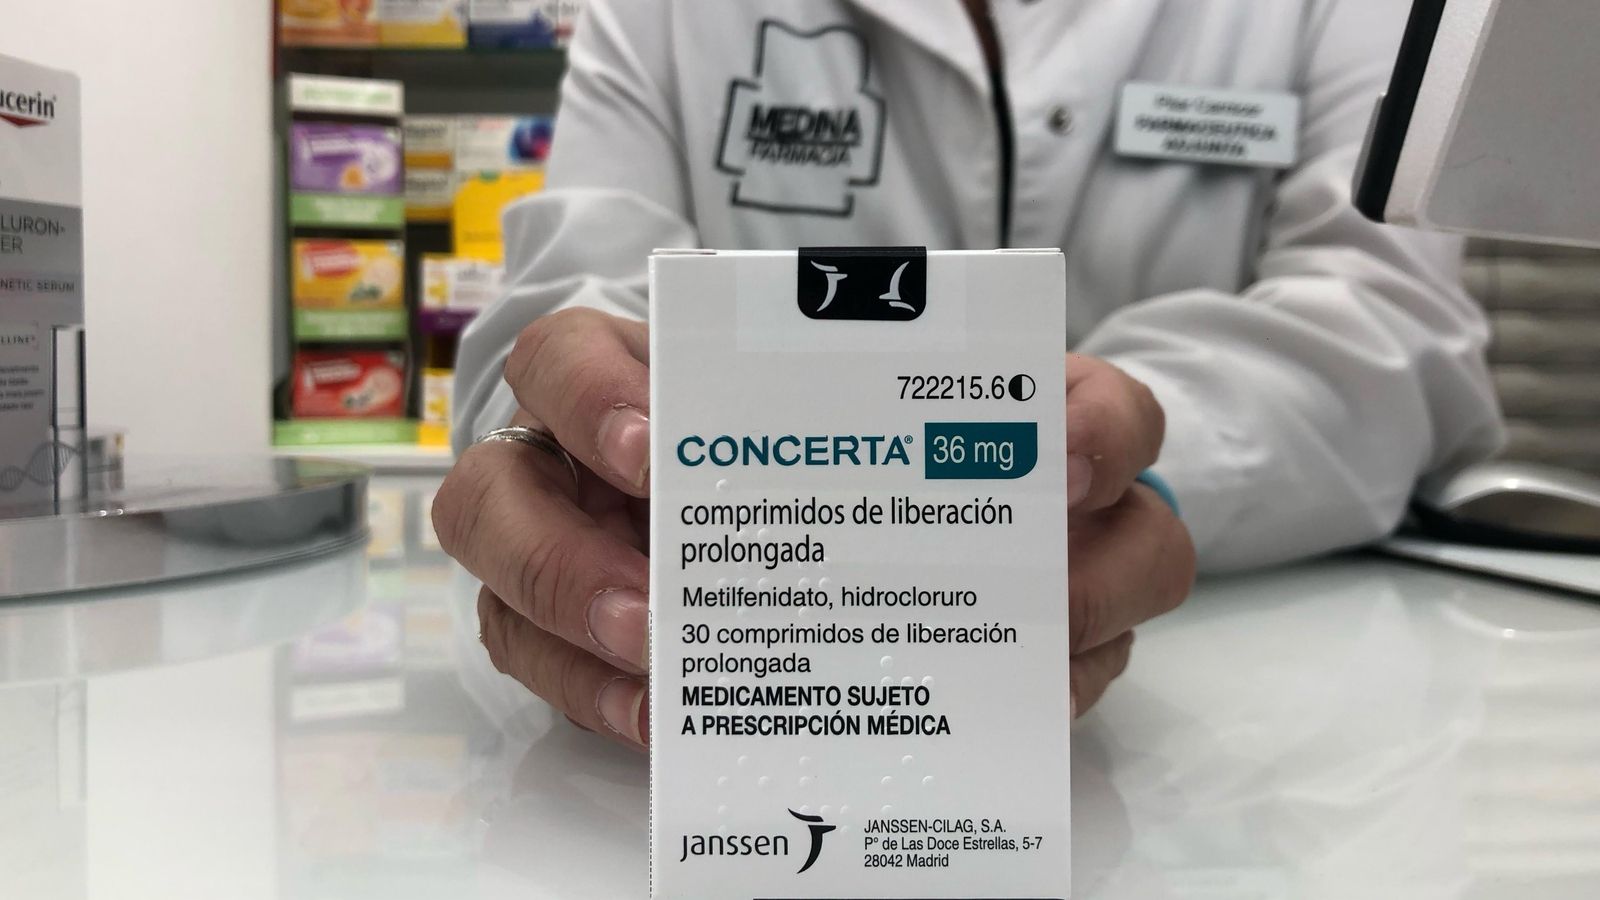 ucerin
LURON-
ER
NETIC SERUM
MEDINA
FARMACIA
FARMACEUTICA
ADJUNTA
722215.6
CONCERTA® 36 mg
comprimidos de liberación
prolongada
Metilfenidato, hidrocloruro
30 comprimidos de liberación
prolongada
MEDICAMENTO SUJETO
A PRESCRIPCIÓN MÉDICA
janssen
JANSSEN-CILAG, S.A.
Pº de Las Doce Estrellas, 5-7
28042 Madrid